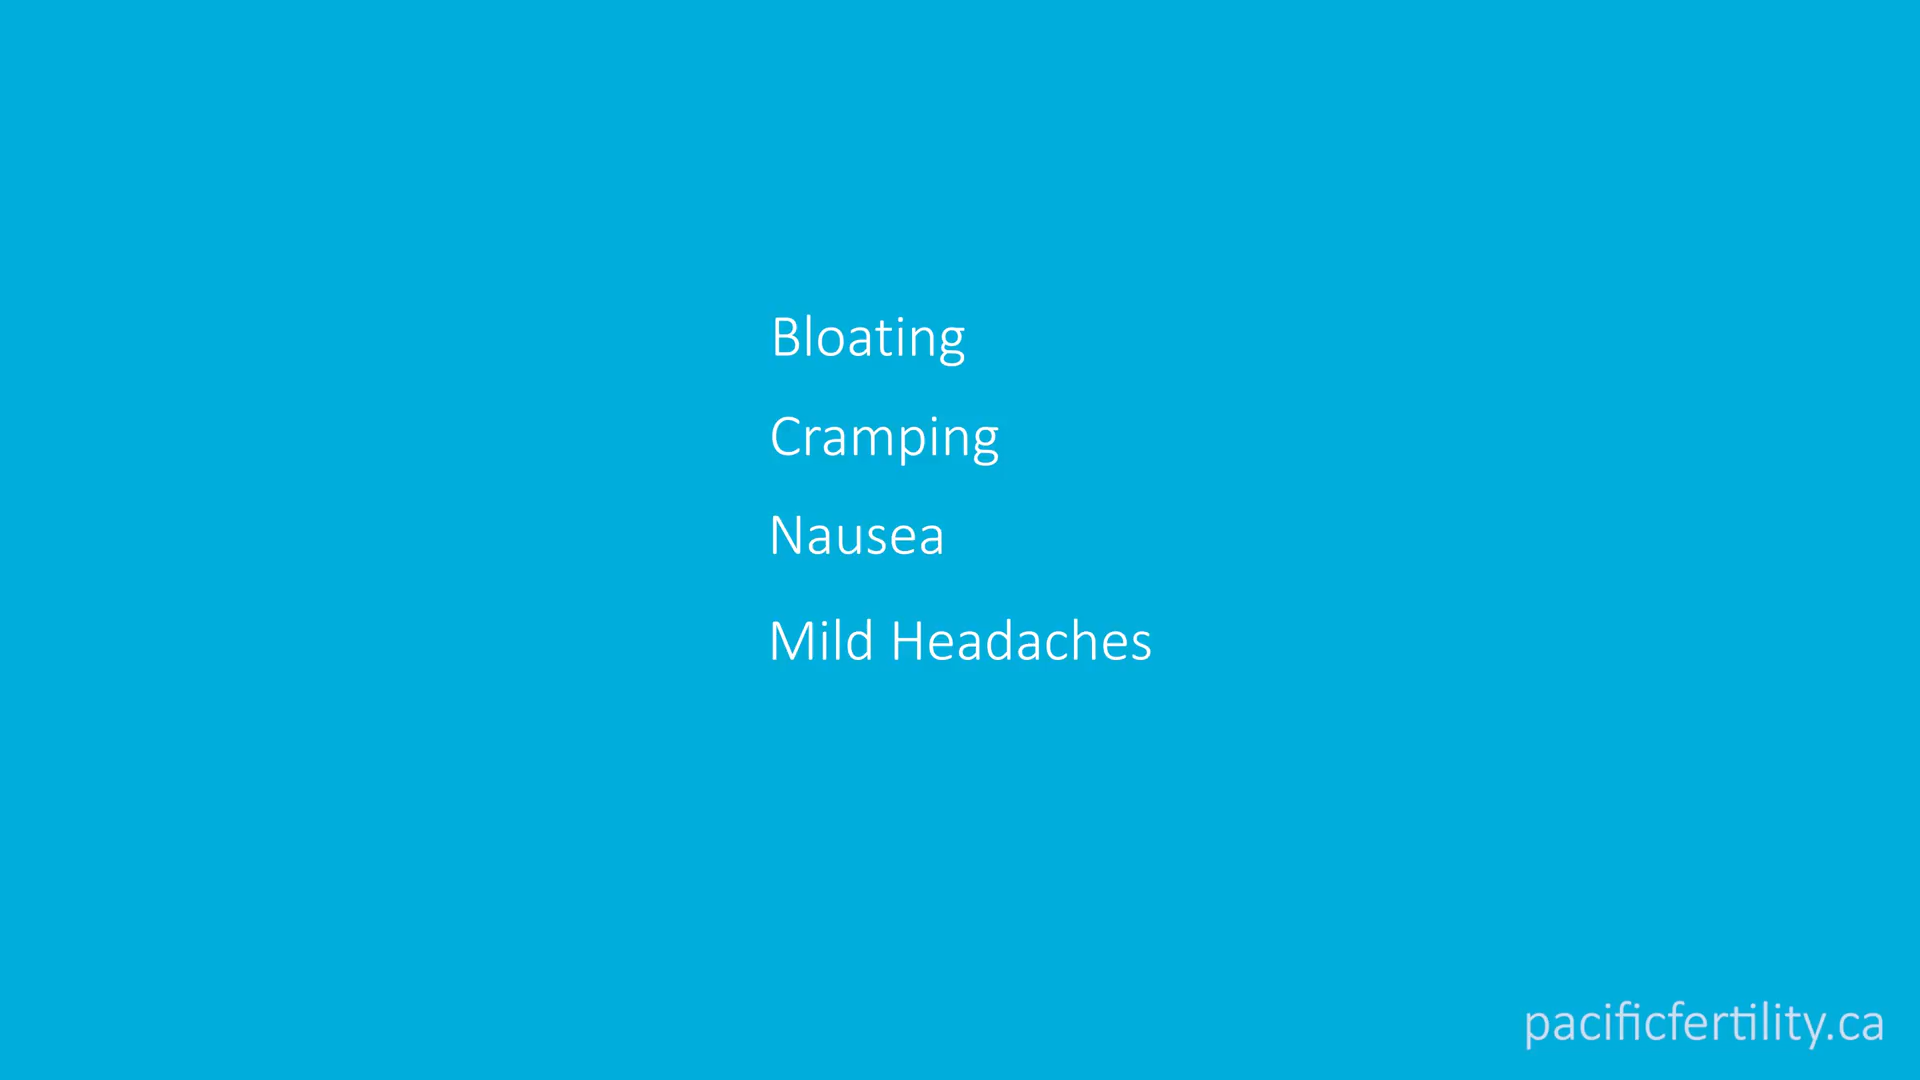 Bloating
Cramping
Nausea
Mild Headaches
pacificfertility.ca